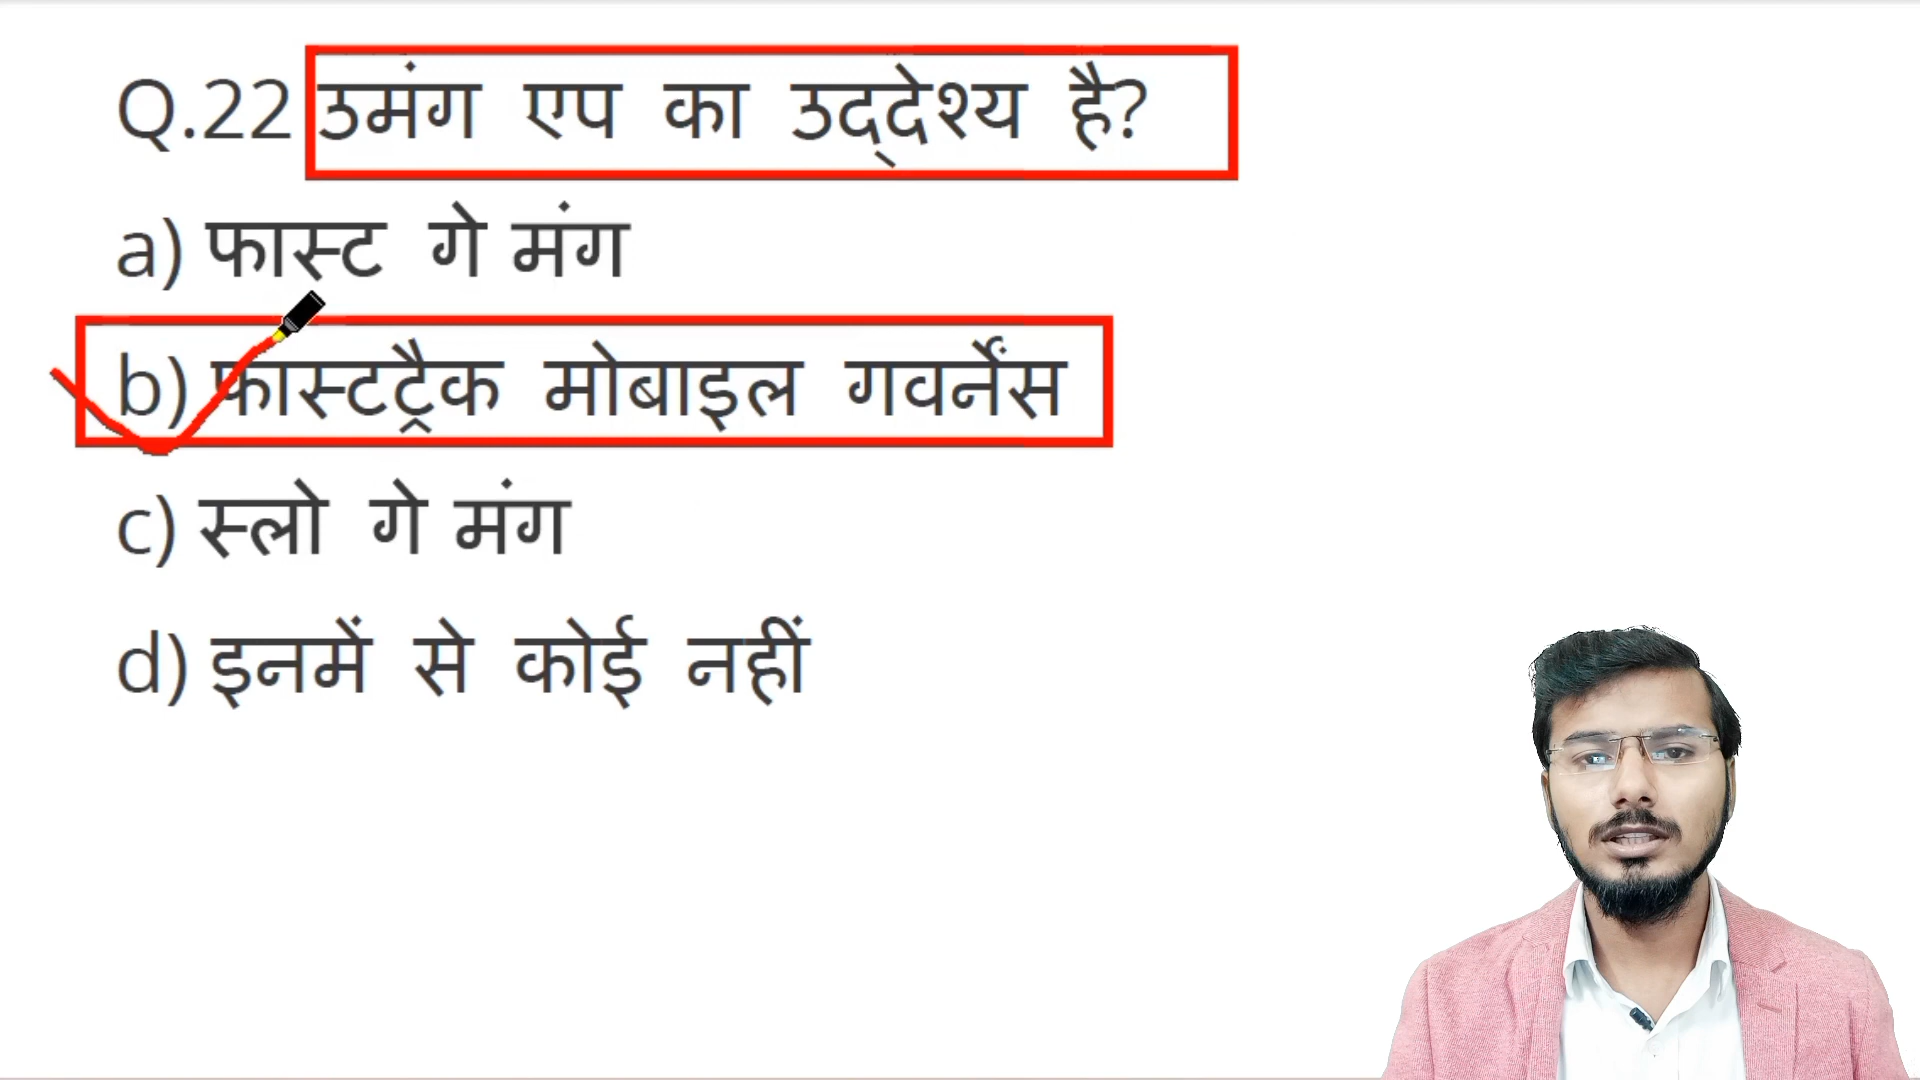 Q.22 उमंग एप का उद्देश्य है?
a) फास्ट गे मंग
b) फास्टट्रैक मोबाइल गवर्नेंस
c) स्लो गे मंग
d) इनमें से कोई नहीं